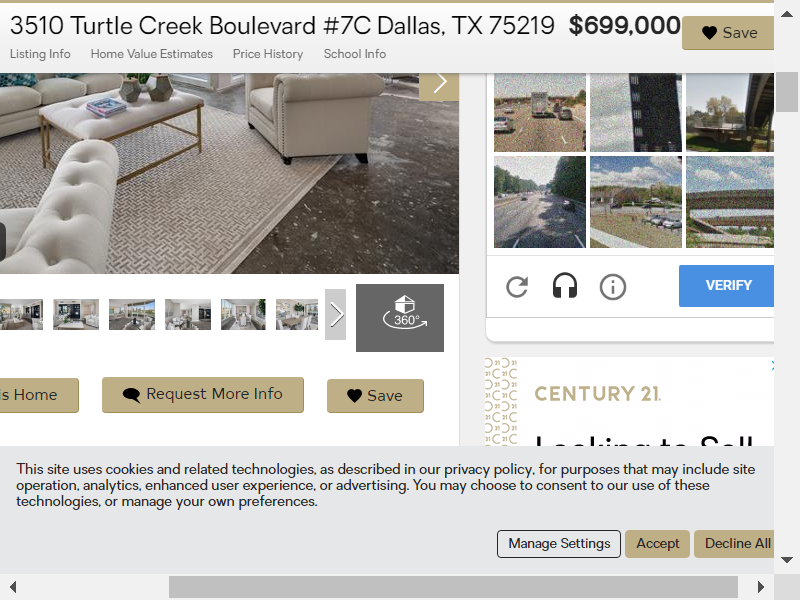 3510 Turtle Creek Boulevard #7C Dallas, TX 75219 $699,000
Save
Listing Info Home Value Estimates Price History School Info
VERIFY
360°
s Home
Request More Info
Save
CENTURY 21.
Looking to Sell
This site uses cookies and related technologies, as described in our privacy policy, for purposes that may include site
operation, analytics, enhanced user experience, or advertising. You may choose to consent to our use of these
technologies, or manage your own preferences.
Manage Settings Accept Decline All